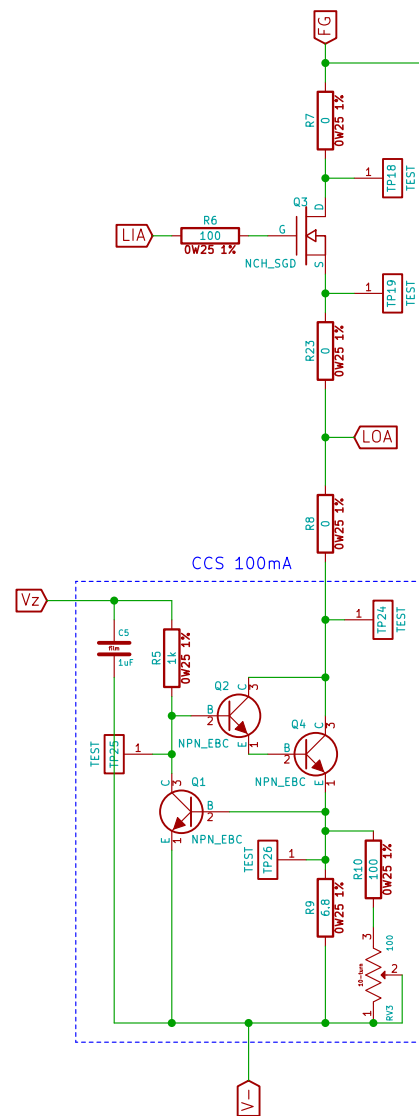 FG
R7
0
0W25 1%
1
TP18
TEST
Q3
D
G
S
NCH_SGD
LIA
R6
100
0W25 1%
1
TP19
TEST
R23
0
0W25 1%
LOA
R8
0
0W25 1%
CCS 100mA
Vz
C5
film
1uF
R5
1k
0W25 1%
1
TP24
TEST
Q2
C
3
B
2
E
1
NPN_EBC
Q4
C
3
B
2
E
1
NPN_EBC
TEST
TP25
1
Q1
C
3
B
2
E
1
NPN_EBC
TEST
TP26
1
R9
6.8
0W25 1%
R10
100
0W25 1%
3
100
10-turn
2
1
RV3
V-